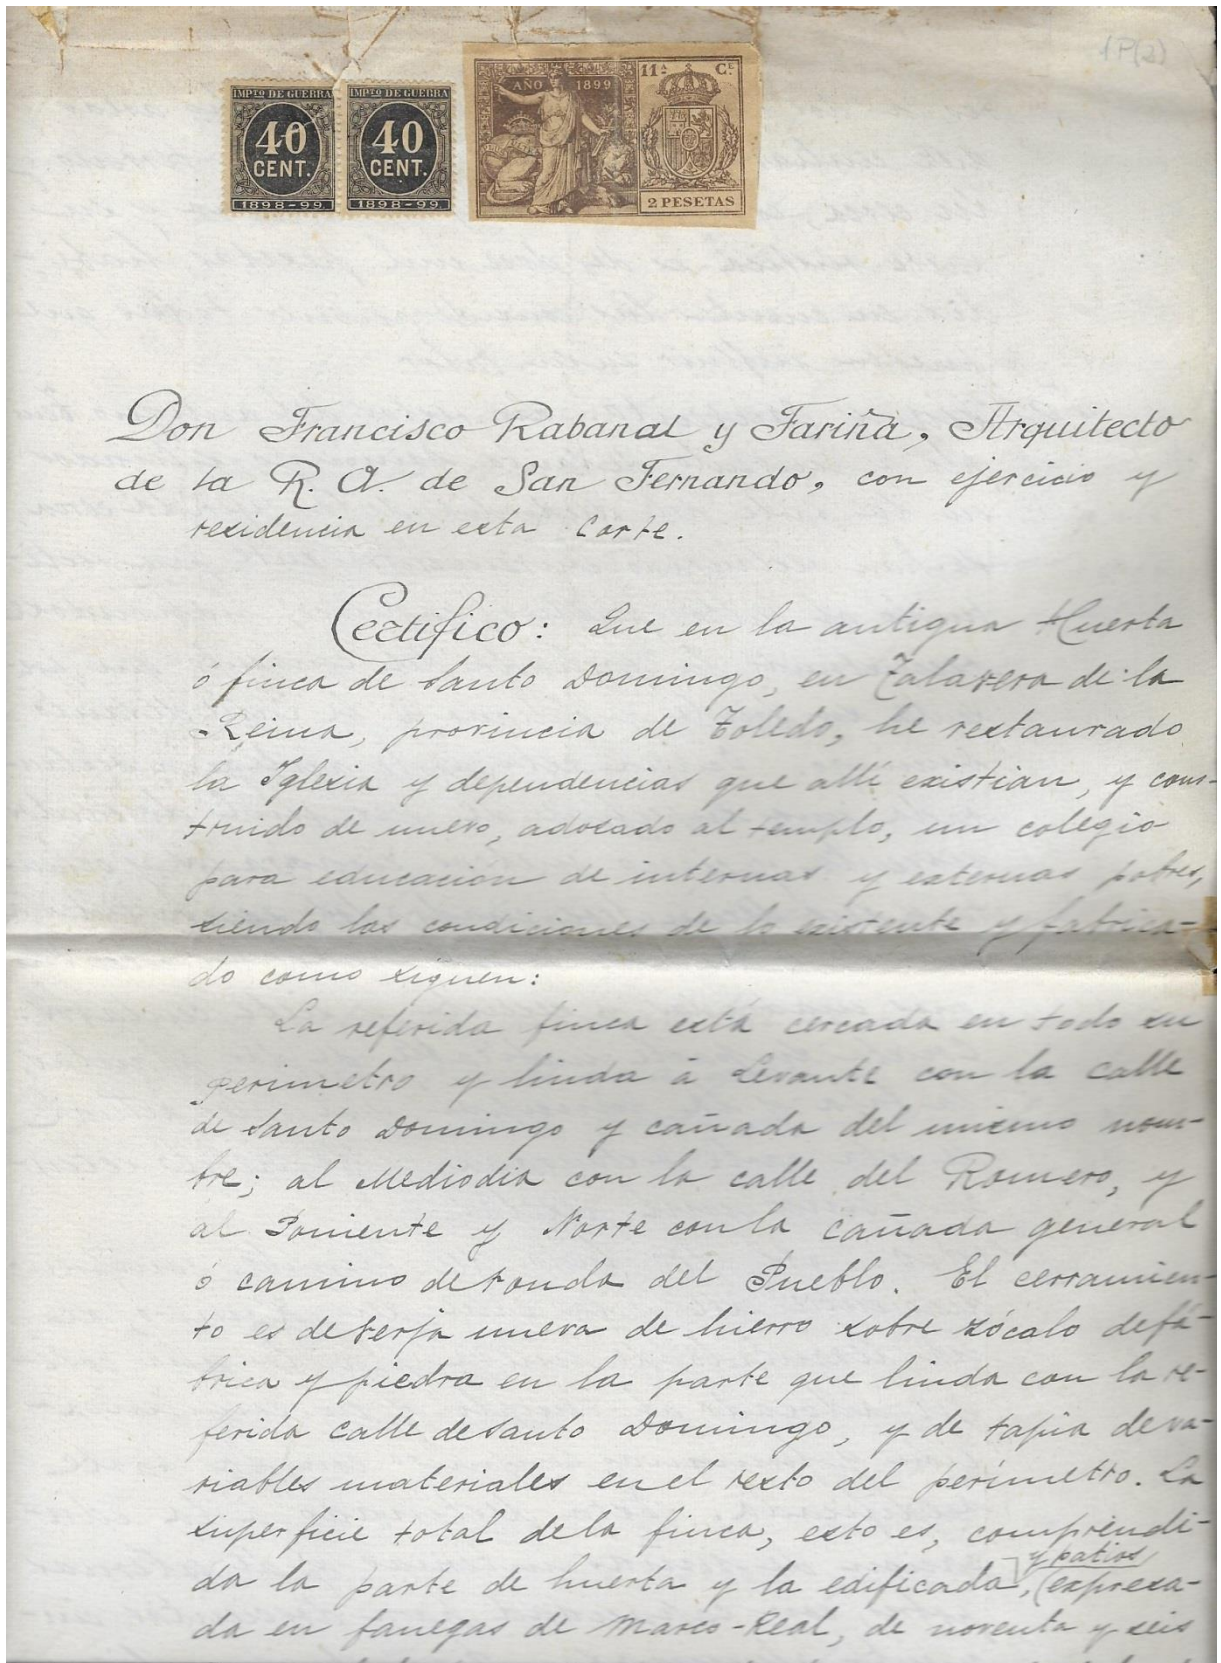 1P(2)
IMPTO DE GUERRA
40
CENT.
1898-99
IMPTO DE GUERRA
40
CENT.
1898-99
AÑO 1899
11ª Cᴱ.
2 PESETAS
Don Francisco Rabanal y Fariña, Arquitecto
de la R. A. de San Fernando, con ejercicio y
residencia en esta Corte.
Certifico: Que en la antigua Huerta
ó finca de Santo Domingo, en Talavera de la
Reina, provincia de Toledo, he restaurado
la Iglesia y dependencias que allí existian, y cons-
truido de nuevo, adosado al templo, un colegio
para educacion de internas y externas pobres,
siendo las condiciones de lo existente y fabrica-
do como siguen:
La referida finca está cercada en todo su
perimetro y linda á Levante con la calle
de Santo Domingo y cañada del mismo nom-
bre; al Mediodia con la calle del Romero, y
al Poniente y Norte con la cañada general
ó camino de ronda del Pueblo. El cerramien-
to es de verja nueva de hierro sobre zócalo de fá-
brica y piedra en la parte que linda con la re-
ferida calle de Santo Domingo, y de tapia de va-
riables materiales en el resto del perímetro. La
superficie total de la finca, esto es, comprendi-
y patios
da la parte de huerta y la edificada, (expresa-
da en fanegas de Marco-Real, de noventa y seis